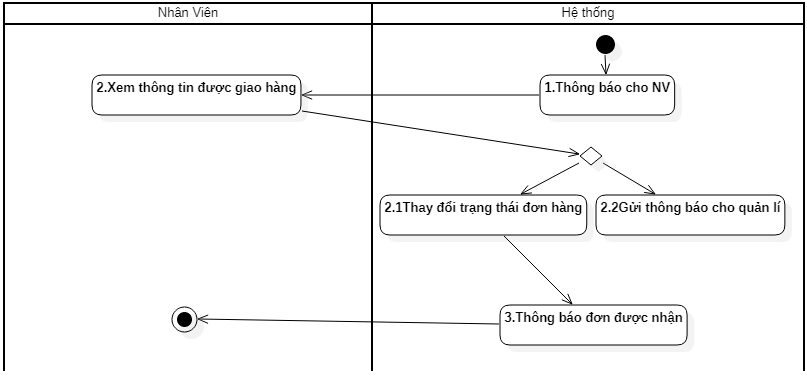 Nhân Viên
Hệ thống
2.Xem thông tin được giao hàng
1.Thông báo cho NV
2.1Thay đổi trạng thái đơn hàng
2.2Gửi thông báo cho quản lí
3.Thông báo đơn được nhận